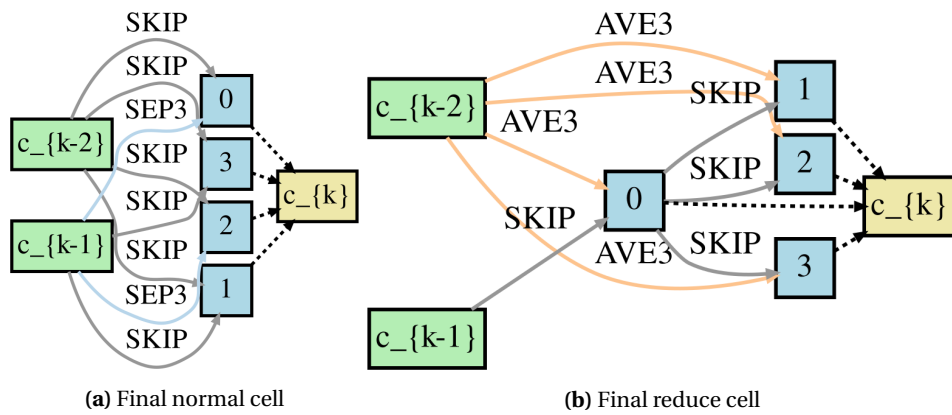 SKIP
SKIP
SEP3
SKIP
SKIP
SKIP
SEP3
SKIP
c_{k-2}
c_{k-1}
0
3
2
1
c_{k}
(a) Final normal cell
AVE3
AVE3
SKIP
AVE3
SKIP
SKIP
AVE3
SKIP
c_{k-2}
c_{k-1}
0
1
2
3
c_{k}
(b) Final reduce cell